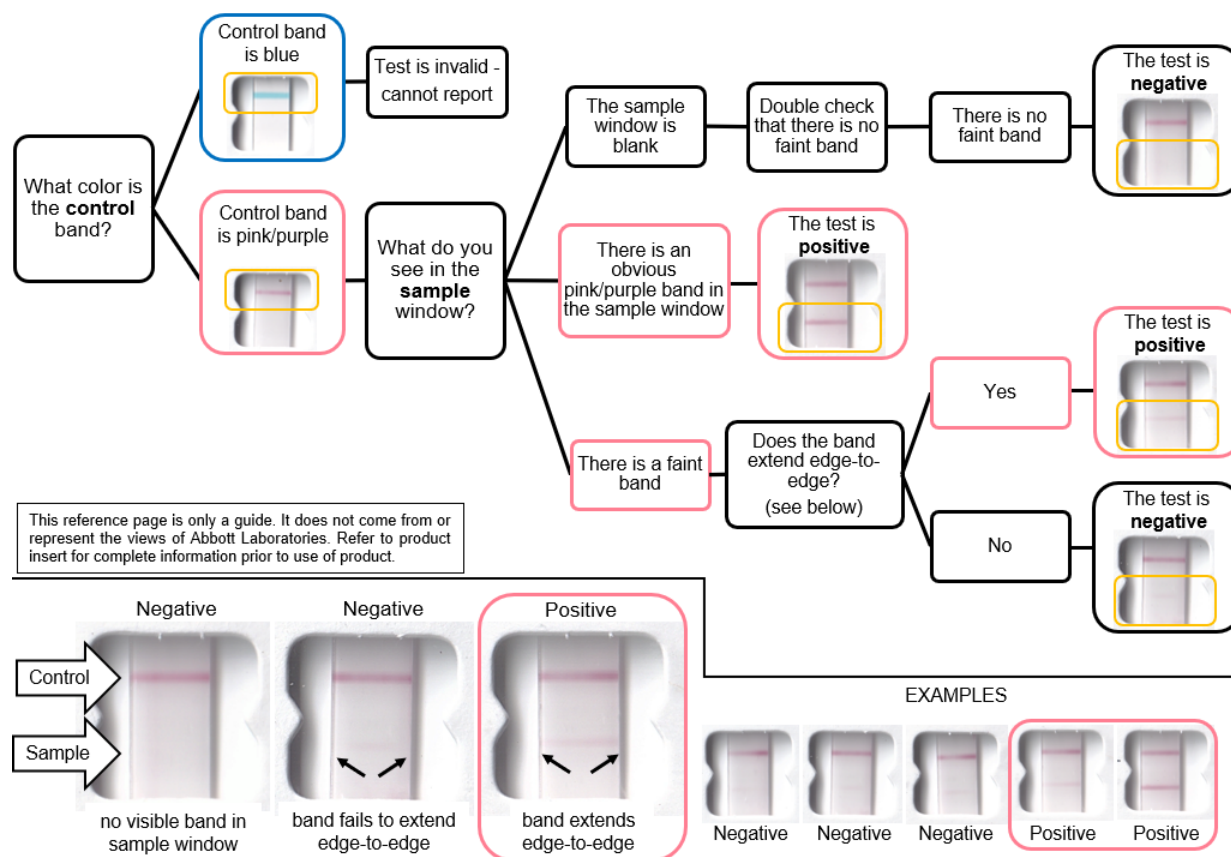 What color is
the control
band?
Control band
is blue
Test is invalid -
cannot report
Control band
is pink/purple
What do you
see in the
sample
window?
The sample
window is
blank
Double check
that there is no
faint band
There is no
faint band
The test is
negative
There is an
obvious
pink/purple band in
the sample window
The test is
positive
There is a faint
band
Does the band
extend edge-to-
edge?
(see below)
Yes
The test is
positive
No
The test is
negative
This reference page is only a guide. It does not come from or
represent the views of Abbott Laboratories. Refer to product
insert for complete information prior to use of product.
Control
Sample
Negative
no visible band in
sample window
Negative
band fails to extend
edge-to-edge
Positive
band extends
edge-to-edge
EXAMPLES
Negative
Negative
Negative
Positive
Positive